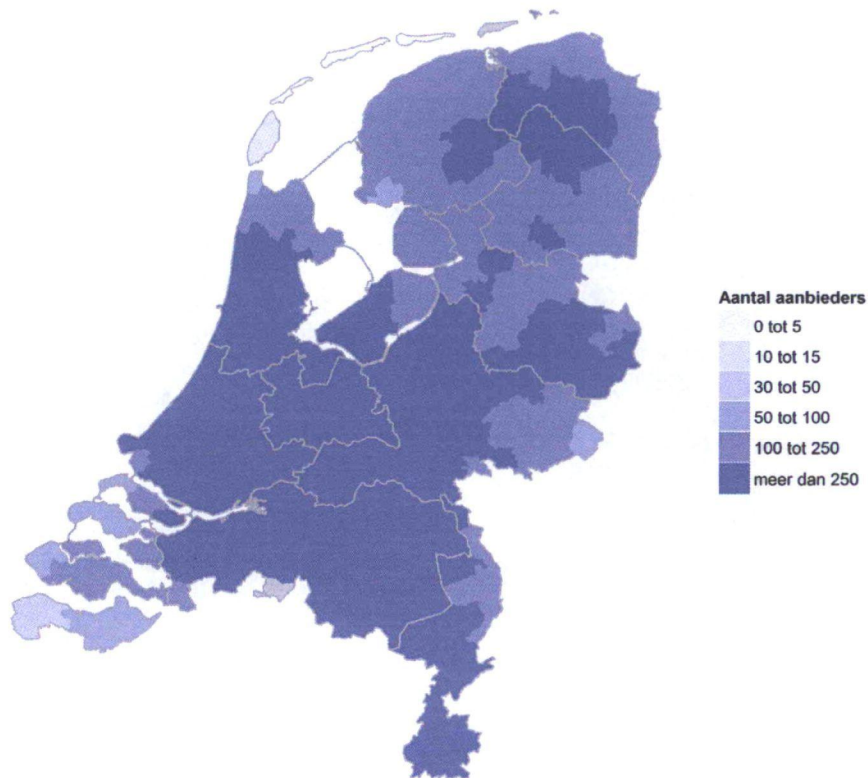 Aantal aanbieders
0 tot 5
10 tot 15
30 tot 50
50 tot 100
100 tot 250
meer dan 250